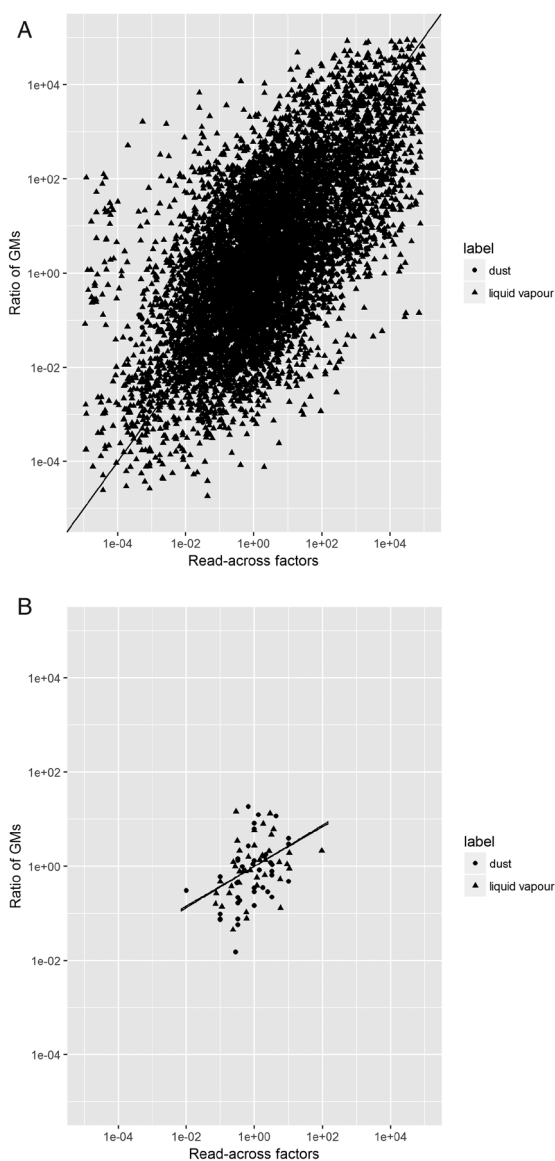 A
1e+04
1e+02
1e+00
1e-02
1e-04
Ratio of GMs
1e-04 1e-02 1e+00 1e+02 1e+04
Read-across factors
label
dust
liquid vapour
B
1e+04
1e+02
1e+00
1e-02
1e-04
Ratio of GMs
1e-04 1e-02 1e+00 1e+02 1e+04
Read-across factors
label
dust
liquid vapour